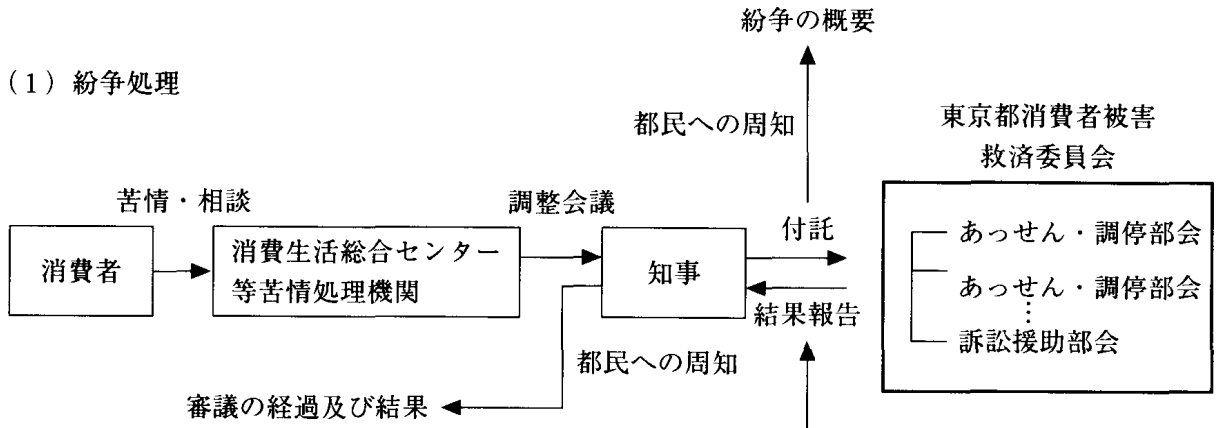 紛争の概要
（1）紛争処理
都民への周知
東京都消費者被害
救済委員会
苦情・相談
調整会議
付託
消費者
消費生活総合センター
等苦情処理機関
知事
あっせん・調停部会
あっせん・調停部会
⋮
訴訟援助部会
結果報告
都民への周知
審議の経過及び結果